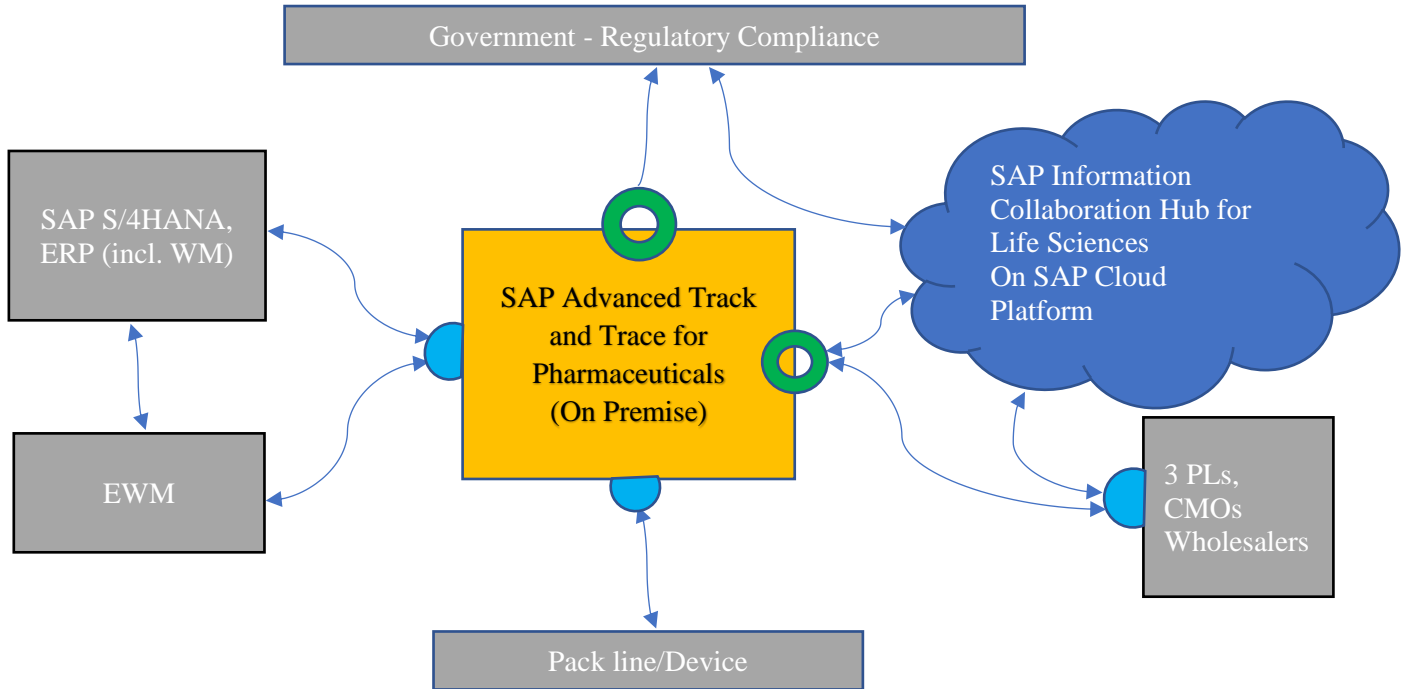 Government - Regulatory Compliance
SAP S/4HANA,
ERP (incl. WM)
SAP Information
Collaboration Hub for
Life Sciences
On SAP Cloud
Platform
SAP Advanced Track
and Trace for
Pharmaceuticals
(On Premise)
EWM
3 PLs,
CMOs
Wholesalers
Pack line/Device